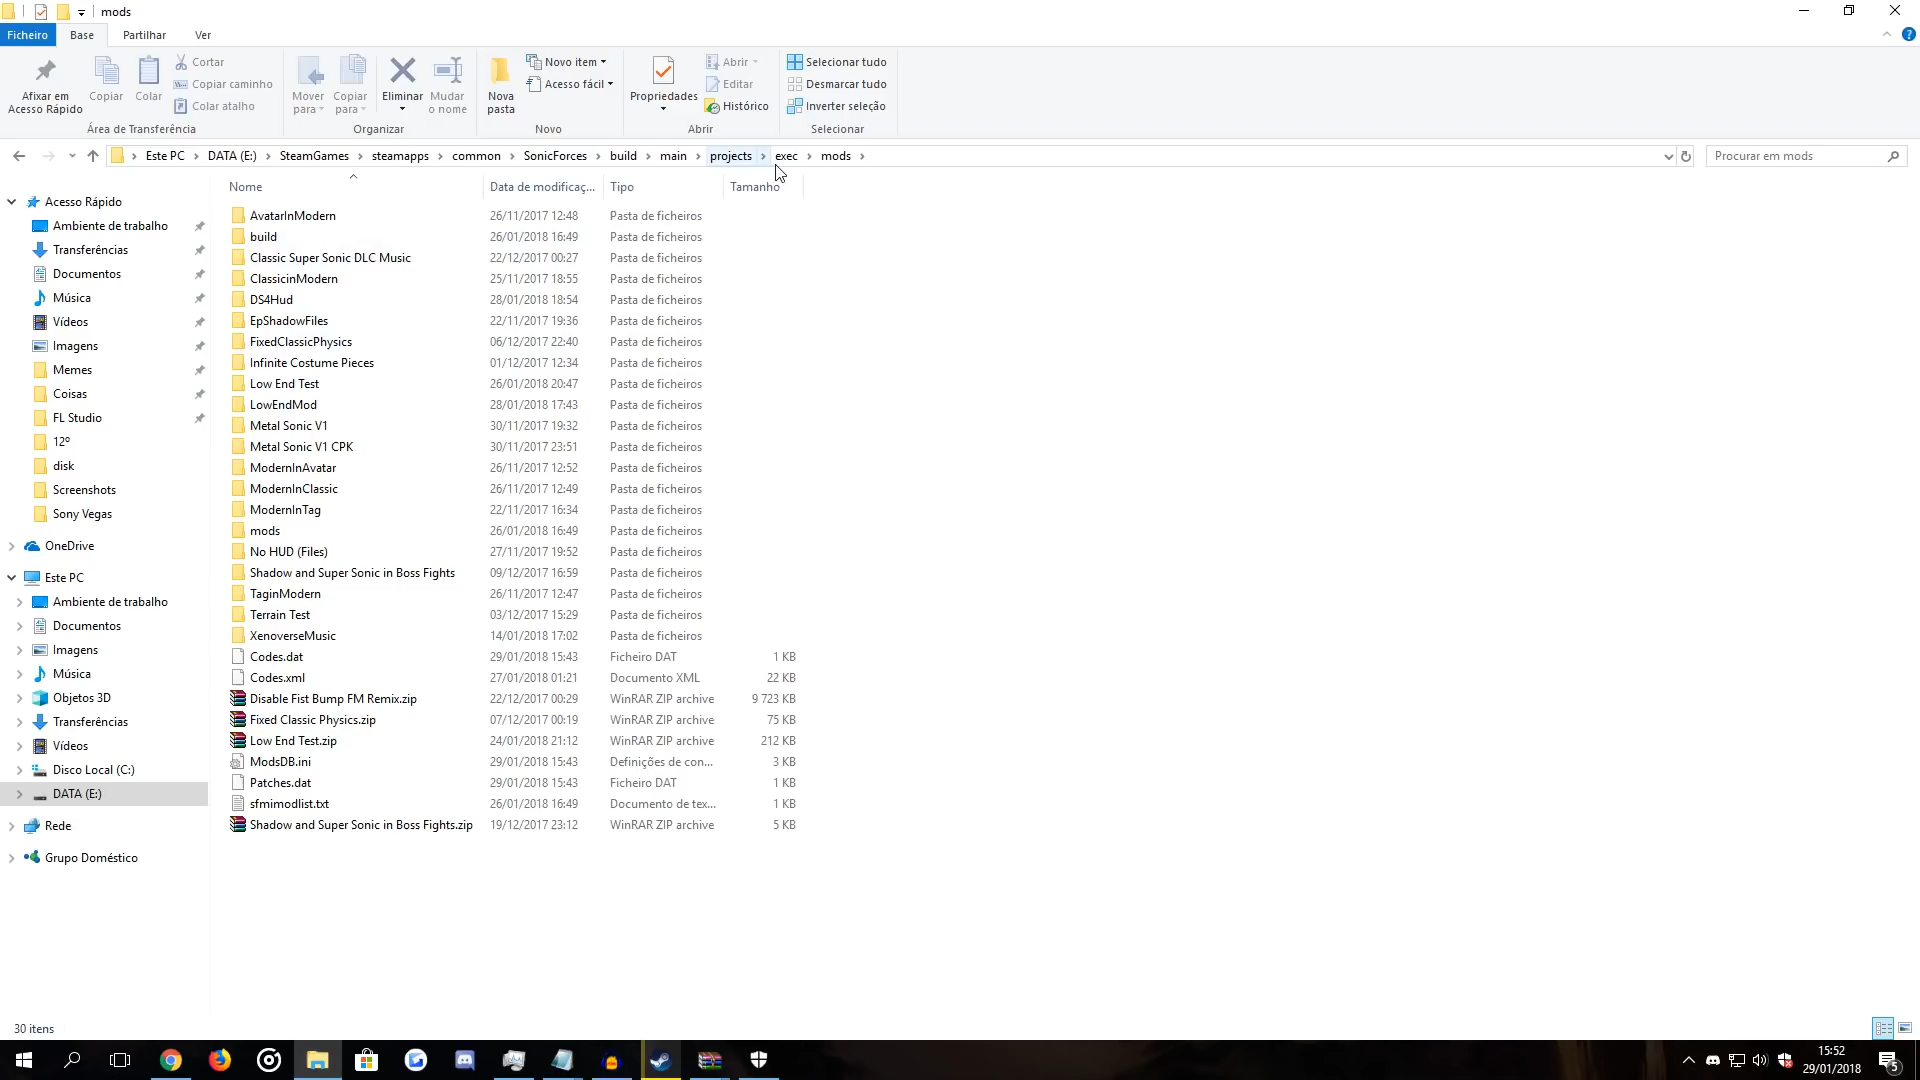 mods
Ficheiro Base Partilhar Ver
Afixar em Acesso Rápido
Copiar
Colar
Cortar
Copiar caminho
Colar atalho
Área de Transferência
Mover para
Copiar para
Eliminar
Mudar o nome
Organizar
Nova pasta
Novo item
Acesso fácil
Novo
Propriedades
Abrir
Editar
Histórico
Abrir
Selecionar tudo
Desmarcar tudo
Inverter seleção
Selecionar
Este PC DATA (E:) SteamGames steamapps common SonicForces build main projects exec mods
Procurar em mods
Acesso Rápido
Ambiente de trabalho
Transferências
Documentos
Música
Vídeos
Imagens
Memes
Coisas
FL Studio
12º
disk
Screenshots
Sony Vegas
OneDrive
Este PC
Ambiente de trabalho
Documentos
Imagens
Música
Objetos 3D
Transferências
Vídeos
Disco Local (C:)
DATA (E:)
Rede
Grupo Doméstico
Nome Data de modificaç... Tipo Tamanho
AvatarInModern 26/11/2017 12:48 Pasta de ficheiros
build 26/01/2018 16:49 Pasta de ficheiros
Classic Super Sonic DLC Music 22/12/2017 00:27 Pasta de ficheiros
ClassicinModern 25/11/2017 18:55 Pasta de ficheiros
DS4Hud 28/01/2018 18:54 Pasta de ficheiros
EpShadowFiles 22/11/2017 19:36 Pasta de ficheiros
FixedClassicPhysics 06/12/2017 22:40 Pasta de ficheiros
Infinite Costume Pieces 01/12/2017 12:34 Pasta de ficheiros
Low End Test 26/01/2018 20:47 Pasta de ficheiros
LowEndMod 28/01/2018 17:43 Pasta de ficheiros
Metal Sonic V1 30/11/2017 19:32 Pasta de ficheiros
Metal Sonic V1 CPK 30/11/2017 23:51 Pasta de ficheiros
ModernInAvatar 26/11/2017 12:52 Pasta de ficheiros
ModernInClassic 26/11/2017 12:49 Pasta de ficheiros
ModernInTag 22/11/2017 16:34 Pasta de ficheiros
mods 26/01/2018 16:49 Pasta de ficheiros
No HUD (Files) 27/11/2017 19:52 Pasta de ficheiros
Shadow and Super Sonic in Boss Fights 09/12/2017 16:59 Pasta de ficheiros
TaginModern 26/11/2017 12:47 Pasta de ficheiros
Terrain Test 03/12/2017 15:29 Pasta de ficheiros
XenoverseMusic 14/01/2018 17:02 Pasta de ficheiros
Codes.dat 29/01/2018 15:43 Ficheiro DAT 1 KB
Codes.xml 27/01/2018 01:21 Documento XML 22 KB
Disable Fist Bump FM Remix.zip 22/12/2017 00:29 WinRAR ZIP archive 9 723 KB
Fixed Classic Physics.zip 07/12/2017 00:19 WinRAR ZIP archive 75 KB
Low End Test.zip 24/01/2018 21:12 WinRAR ZIP archive 212 KB
ModsDB.ini 29/01/2018 15:43 Definições de con... 3 KB
Patches.dat 29/01/2018 15:43 Ficheiro DAT 1 KB
sfmimodlist.txt 26/01/2018 16:49 Documento de tex... 1 KB
Shadow and Super Sonic in Boss Fights.zip 19/12/2017 23:12 WinRAR ZIP archive 5 KB
30 itens
15:52
29/01/2018
5